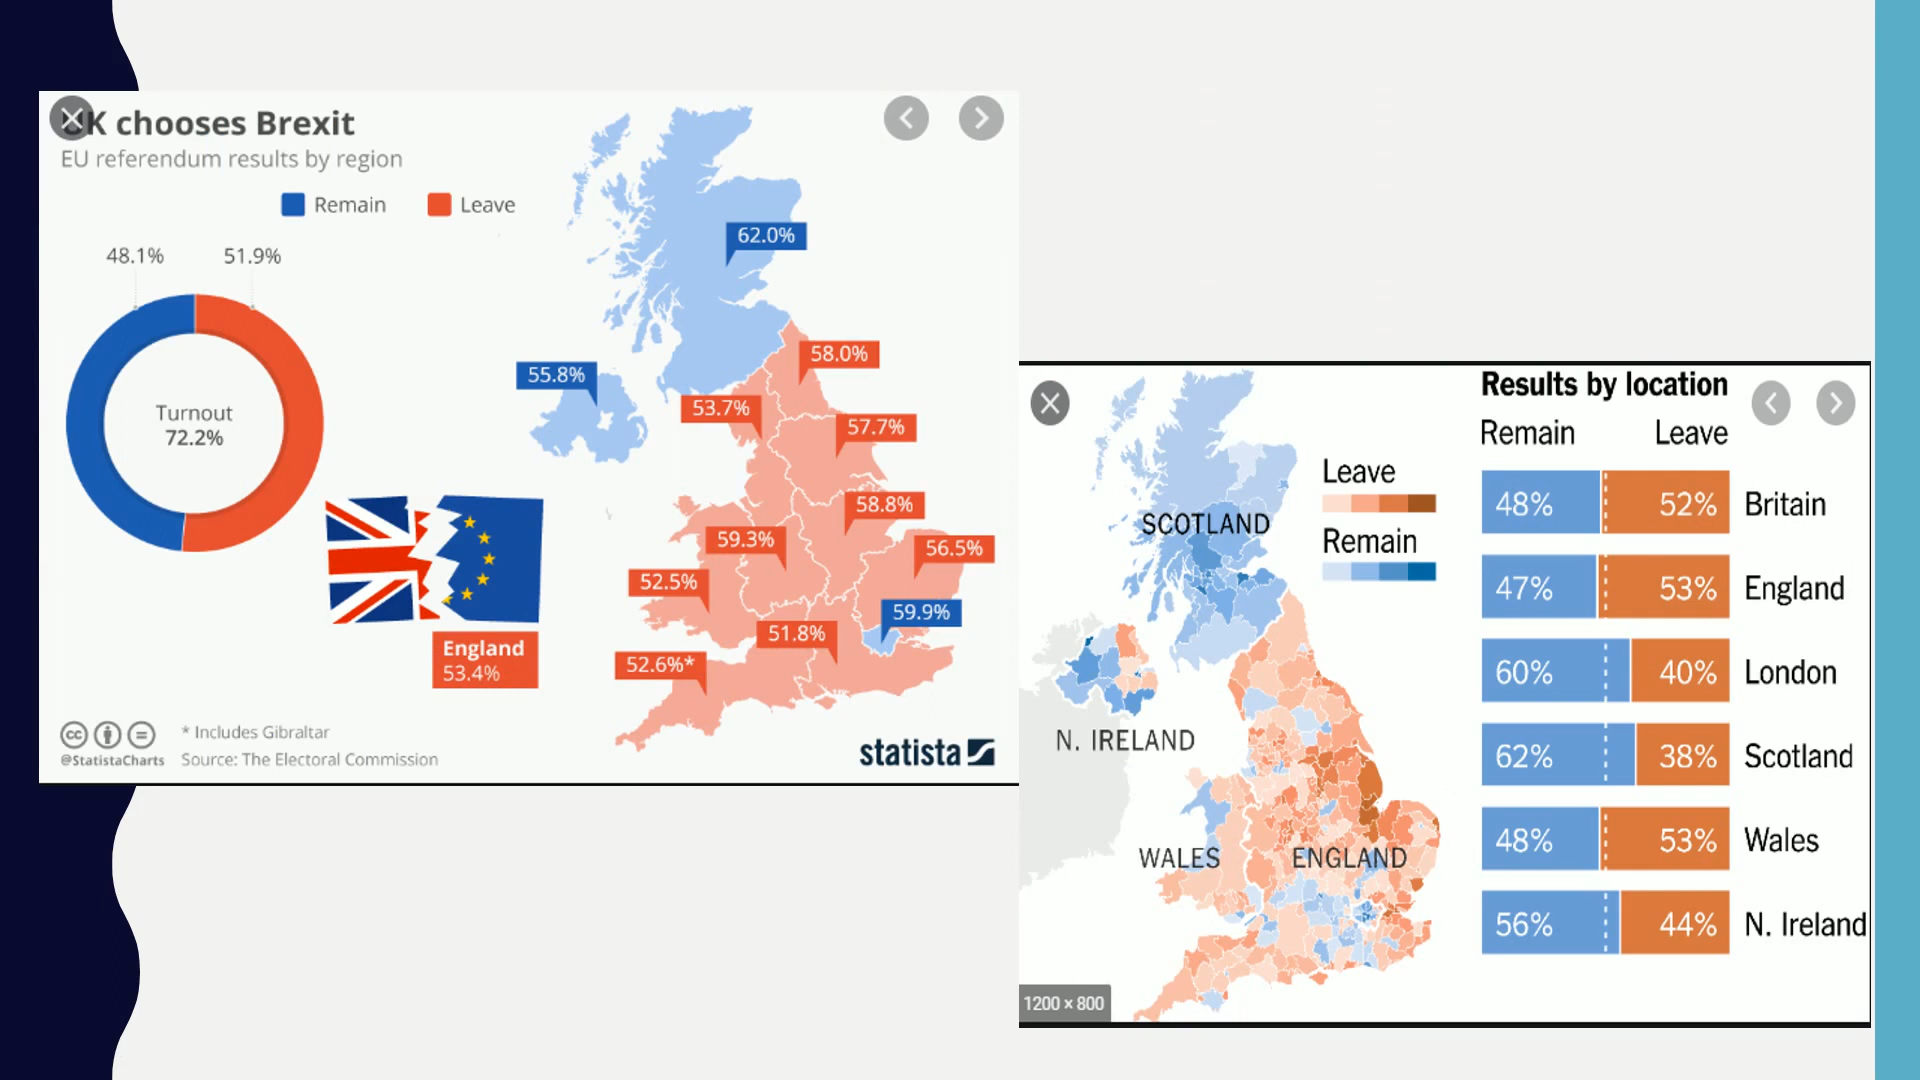 UK chooses Brexit
EU referendum results by region
Remain
Leave
48.1%
51.9%
Turnout
72.2%
62.0%
58.0%
55.8%
53.7%
57.7%
58.8%
59.3%
56.5%
52.5%
59.9%
51.8%
52.6%*
England
53.4%
* Includes Gibraltar
@StatistaCharts
Source: The Electoral Commission
cc
statista
Results by location
Remain Leave
Leave
Remain
48% 52% Britain
47% 53% England
60% 40% London
62% 38% Scotland
48% 53% Wales
56% 44% N. Ireland
SCOTLAND
N. IRELAND
WALES
ENGLAND
1200 × 800